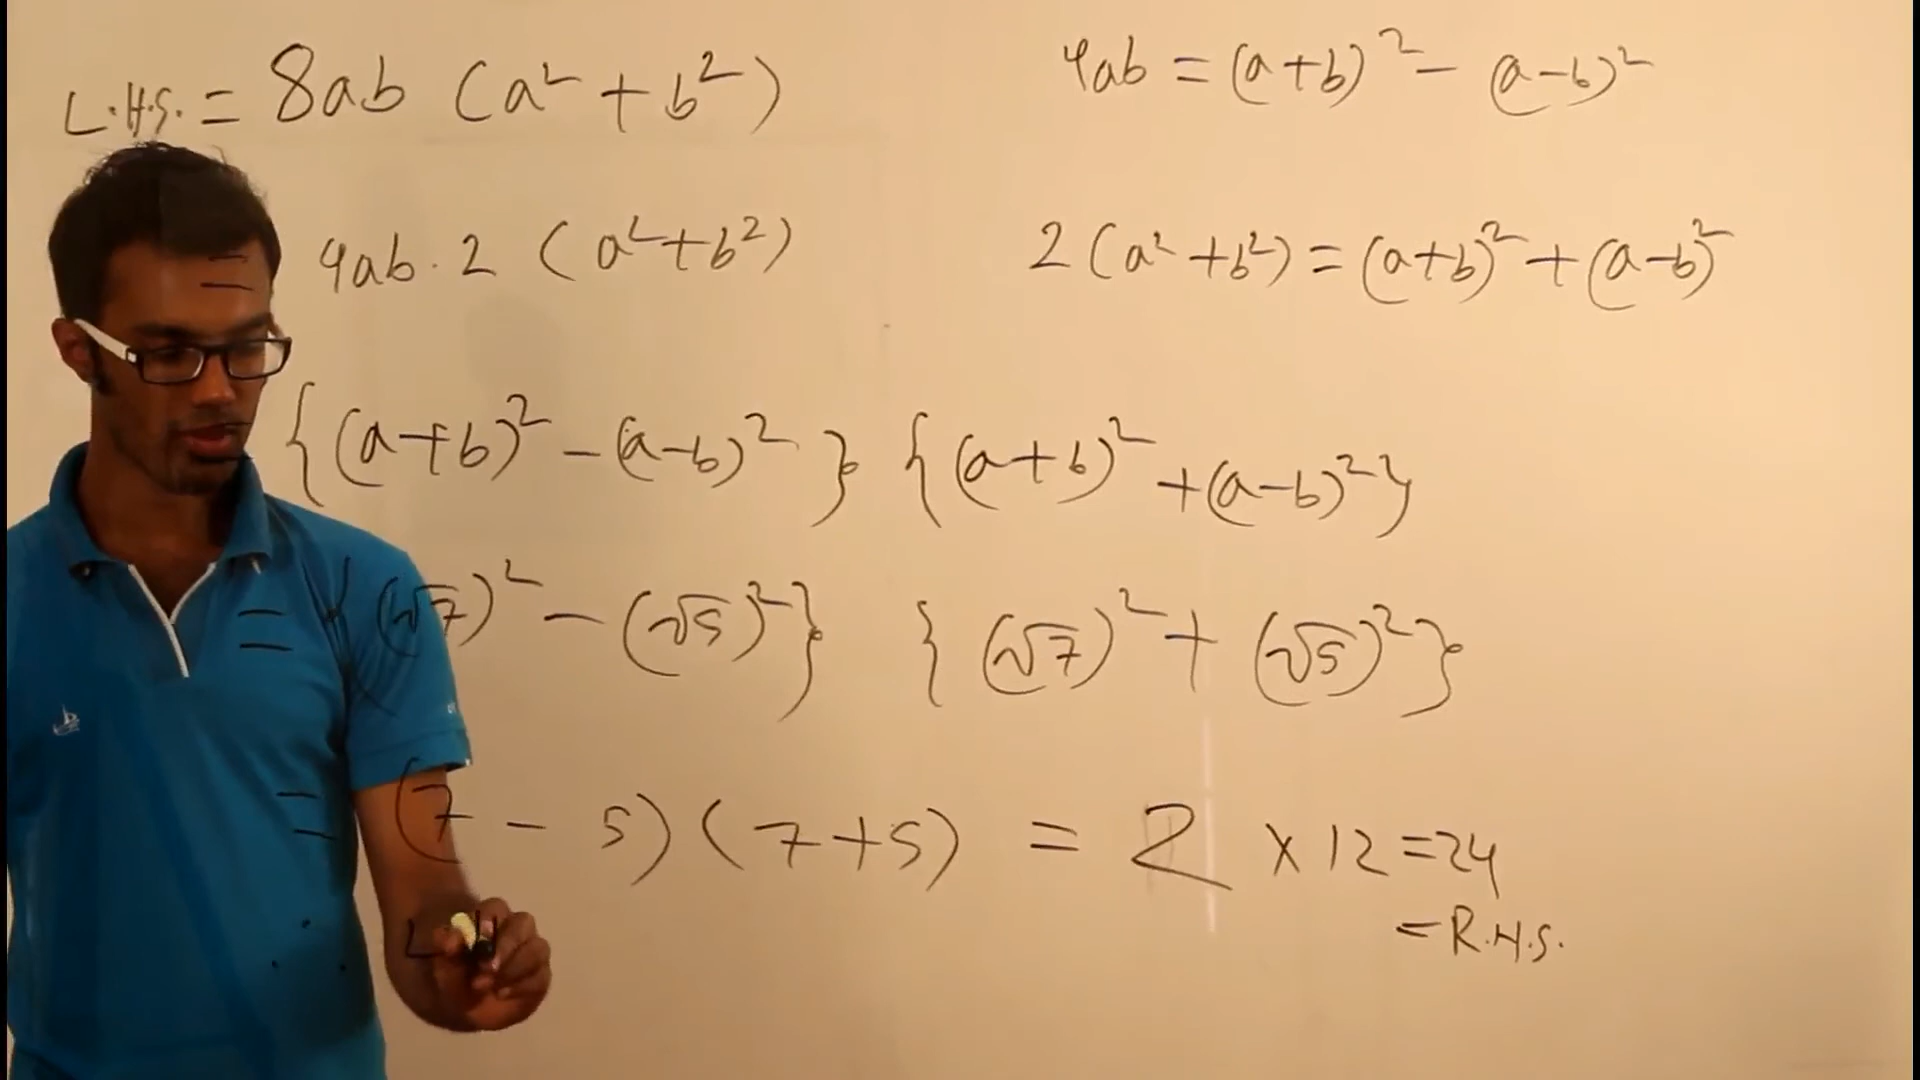 L.H.S. = 8ab (a² + b²)
4ab = (a+b)² − (a−b)²
= 4ab . 2 (a² + b²)
2 (a² + b²) = (a+b)² + (a−b)²
= {(a+b)² − (a−b)²} {(a+b)² + (a−b)²}
= {(√7)² − (√5)²} {(√7)² + (√5)²}
= (7 − 5) (7+5) = 2 × 12 = 24
= R.H.S.
∴ L.H